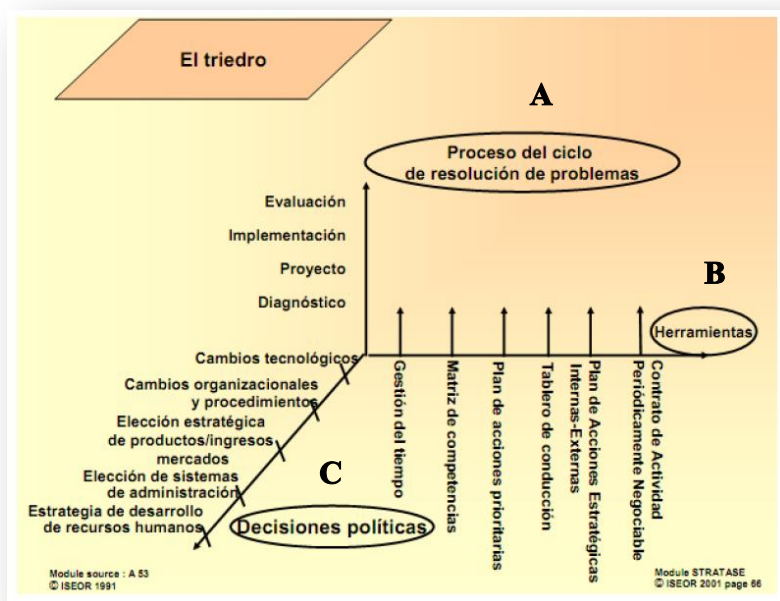 El triedro
A
Proceso del ciclo
de resolución de problemas
Evaluación
Implementación
Proyecto
Diagnóstico
B
Herramientas
Cambios tecnológicos
Cambios organizacionales
y procedimientos
Elección estratégica
de productos/ingresos
mercados
Elección de sistemas
de administración
Estrategia de desarrollo
de recursos humanos
C
Decisiones políticas
Gestión del tiempo
Matriz de competencias
Plan de acciones prioritarias
Tablero de conducción
Plan de Acciones Estratégicas
Internas-Externas
Contrato de Actividad
Periódicamente Negociable
Module source : A 53
© ISEOR 1991
Module STRATASE
© ISEOR 2001 page 66